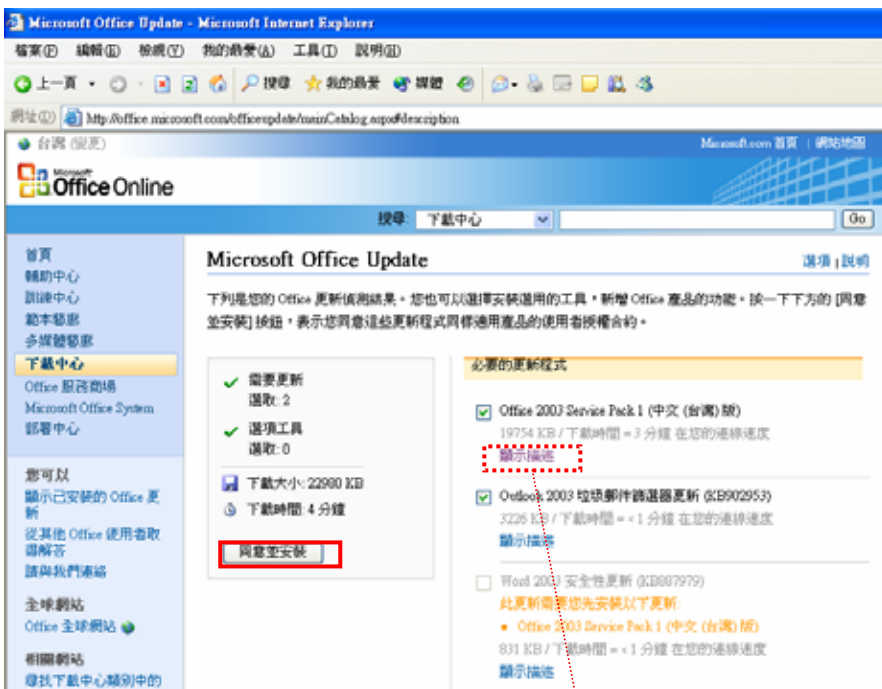 Microsoft Office Update - Microsoft Internet Explorer
檔案(F) 編輯(E) 檢視(V) 我的最愛(A) 工具(T) 說明(H)
上一頁 搜尋 我的最愛 媒體
網址(D) http://office.microsoft.com/officeupdate/mainCatalog.aspx#description
台灣 (變更) Microsoft.com 首頁 | 網站地圖
Microsoft
Office Online
搜尋: 下載中心 Go
首頁
輔助中心
訓練中心
範本藝廊
多媒體藝廊
下載中心
Office 服務商場
Microsoft Office System
部署中心
您可以
顯示已安裝的 Office 更
新
從其他 Office 使用者取
得解答
請與我們連絡
全球網站
Office 全球網站
相關網站
尋找下載中心類別中的
Microsoft Office Update 選項 | 說明
下列是您的 Office 更新偵測結果。您也可以選擇安裝選用的工具，新增 Office 產品的功能。按一下下方的 [同意
並安裝] 按鈕，表示您同意這些更新程式同樣適用產品的使用者授權合約。
需要更新
選取: 2
選項工具
選取: 0
下載大小: 22980 KB
下載時間: 4 分鐘
同意並安裝
必要的更新程式
Office 2003 Service Pack 1 (中文 (台灣) 版)
19754 KB / 下載時間 = 3 分鐘 在您的連線速度
顯示描述
Outlook 2003 垃圾郵件篩選器更新 (KB902953)
3226 KB / 下載時間 = < 1 分鐘 在您的連線速度
顯示描述
Word 2003 安全性更新 (KB887979)
此更新需要您先安裝以下更新:
• Office 2003 Service Pack 1 (中文 (台灣) 版)
831 KB / 下載時間 = < 1 分鐘 在您的連線速度
顯示描述